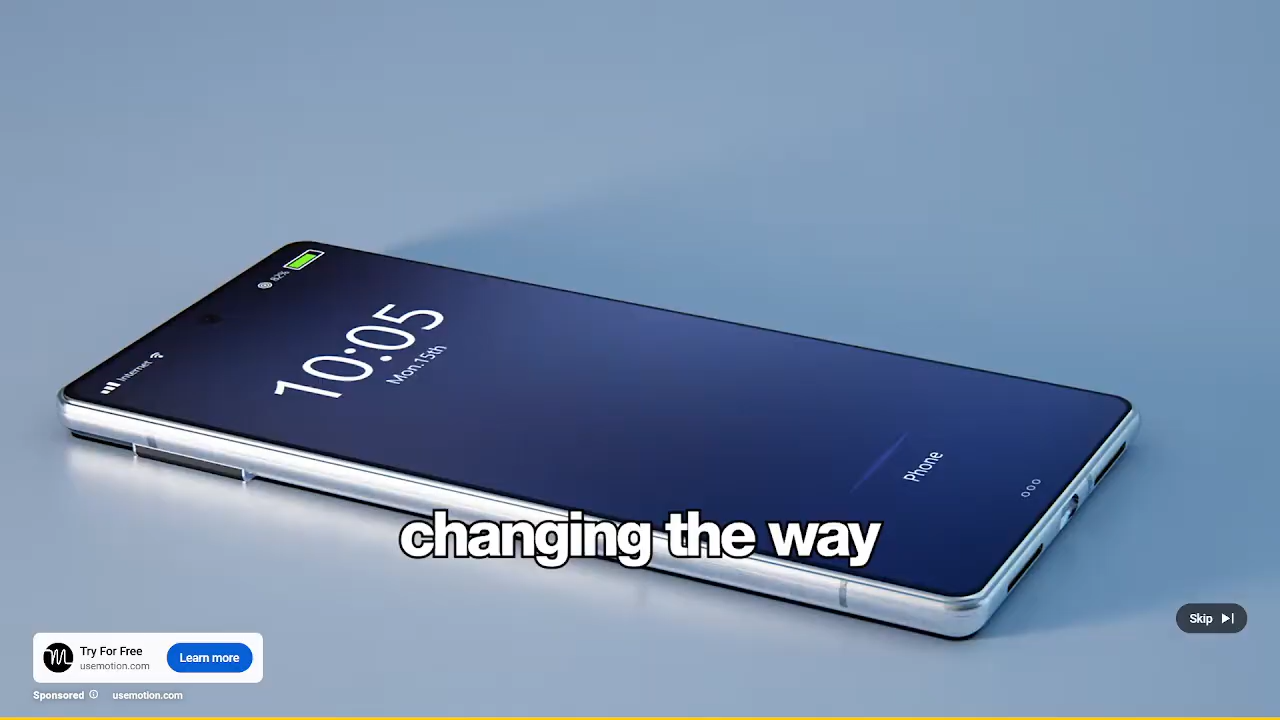 82%
Internet
10:05
Mon.15th
Phone
changing the way
Skip
Try For Free
usemotion.com
Learn more
Sponsored
usemotion.com